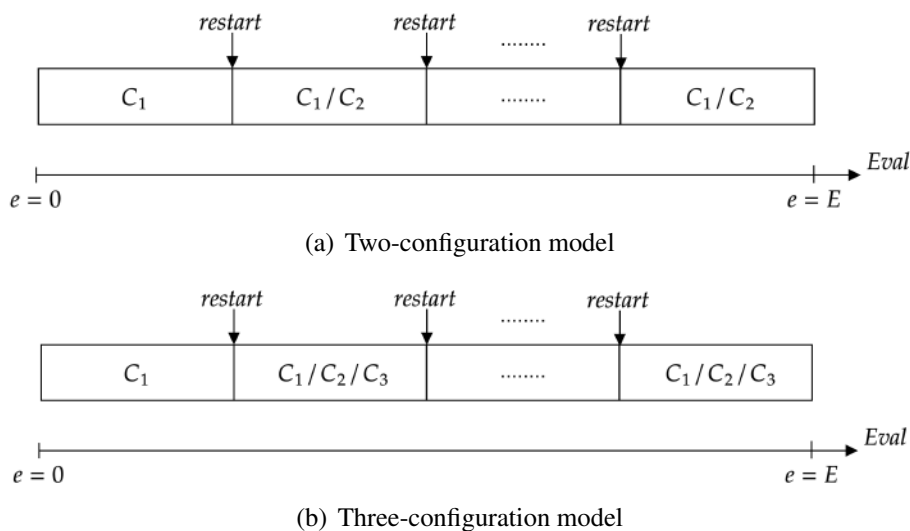 restart restart ........ restart
C₁ C₁/C₂ ........ C₁/C₂
Eval
e = 0 e = E
(a) Two-configuration model
restart restart ........ restart
C₁ C₁/C₂/C₃ ........ C₁/C₂/C₃
Eval
e = 0 e = E
(b) Three-configuration model